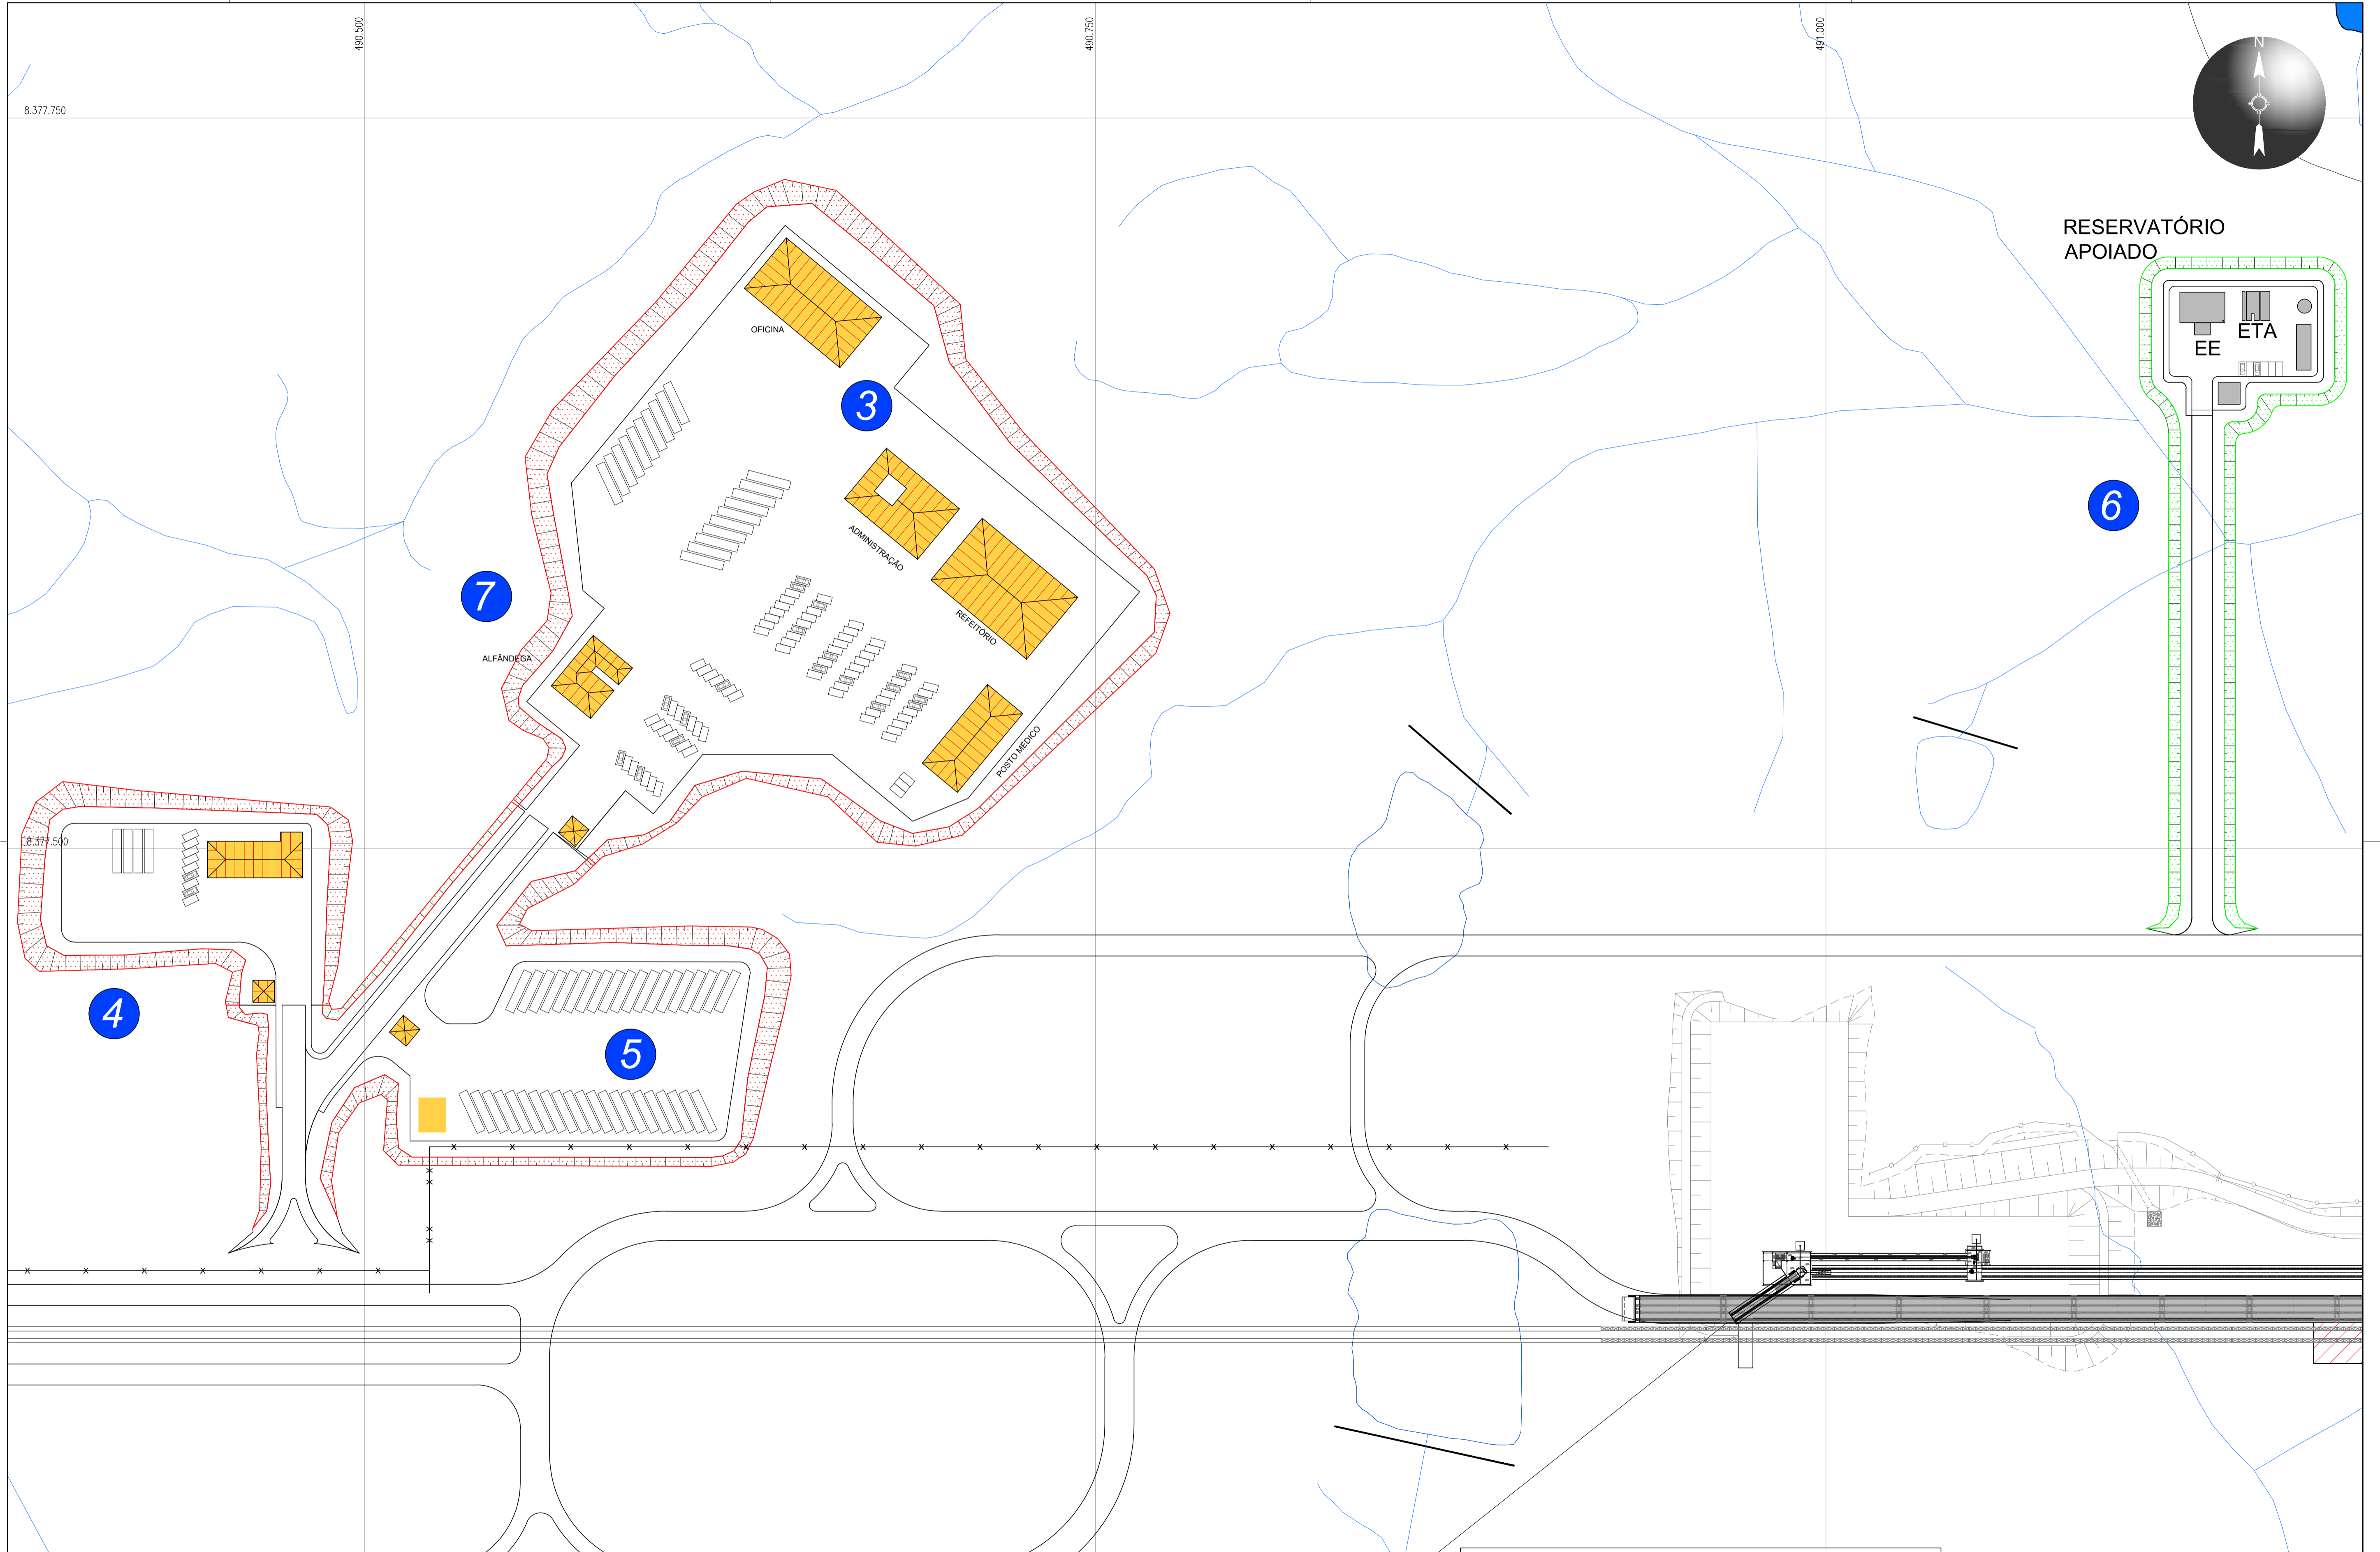 490.500
490.750
491.000
N
8.377.750
RESERVATÓRIO
APOIADO
ETA
EE
OFICINA
3
6
ADMINISTRAÇÃO
7
REFEITÓRIO
ALFÂNDEGA
POSTO MÉDICO
8.377.500
4
5